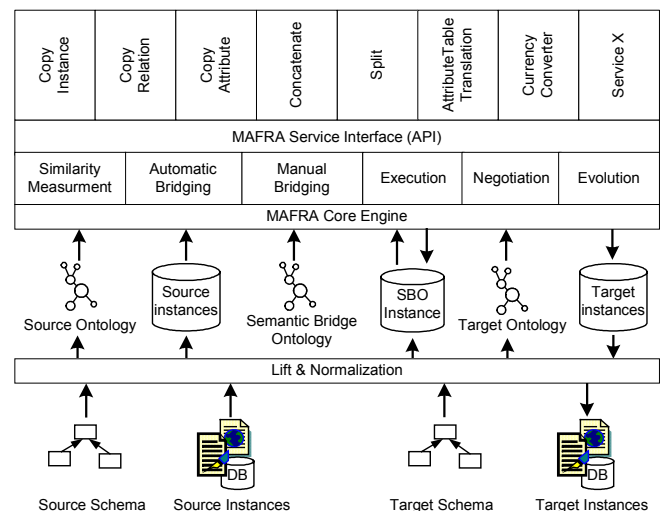 Copy Instance
Copy Relation
Copy Attribute
Concatenate
Split
AttributeTable Translation
Currency Converter
Service X
MAFRA Service Interface (API)
Similarity Measurment
Automatic Bridging
Manual Bridging
Execution
Negotiation
Evolution
MAFRA Core Engine
Source Ontology
Source instances
Semantic Bridge Ontology
SBO Instance
Target Ontology
Target instances
Lift & Normalization
DB
DB
Source Schema
Source Instances
Target Schema
Target Instances